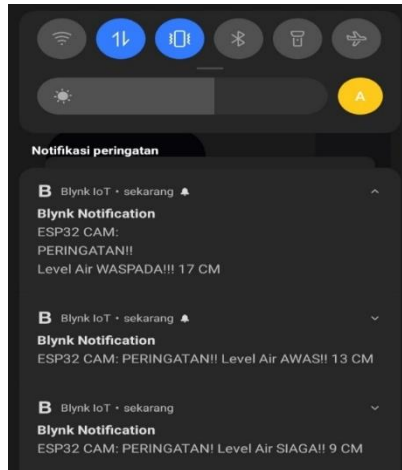 A
Notifikasi peringatan
B Blynk IoT • sekarang
Blynk Notification
ESP32 CAM:
PERINGATAN!!
Level Air WASPADA!!! 17 CM
B Blynk IoT • sekarang
Blynk Notification
ESP32 CAM: PERINGATAN!! Level Air AWAS!! 13 CM
B Blynk IoT • sekarang
Blynk Notification
ESP32 CAM: PERINGATAN! Level Air SIAGA!! 9 CM